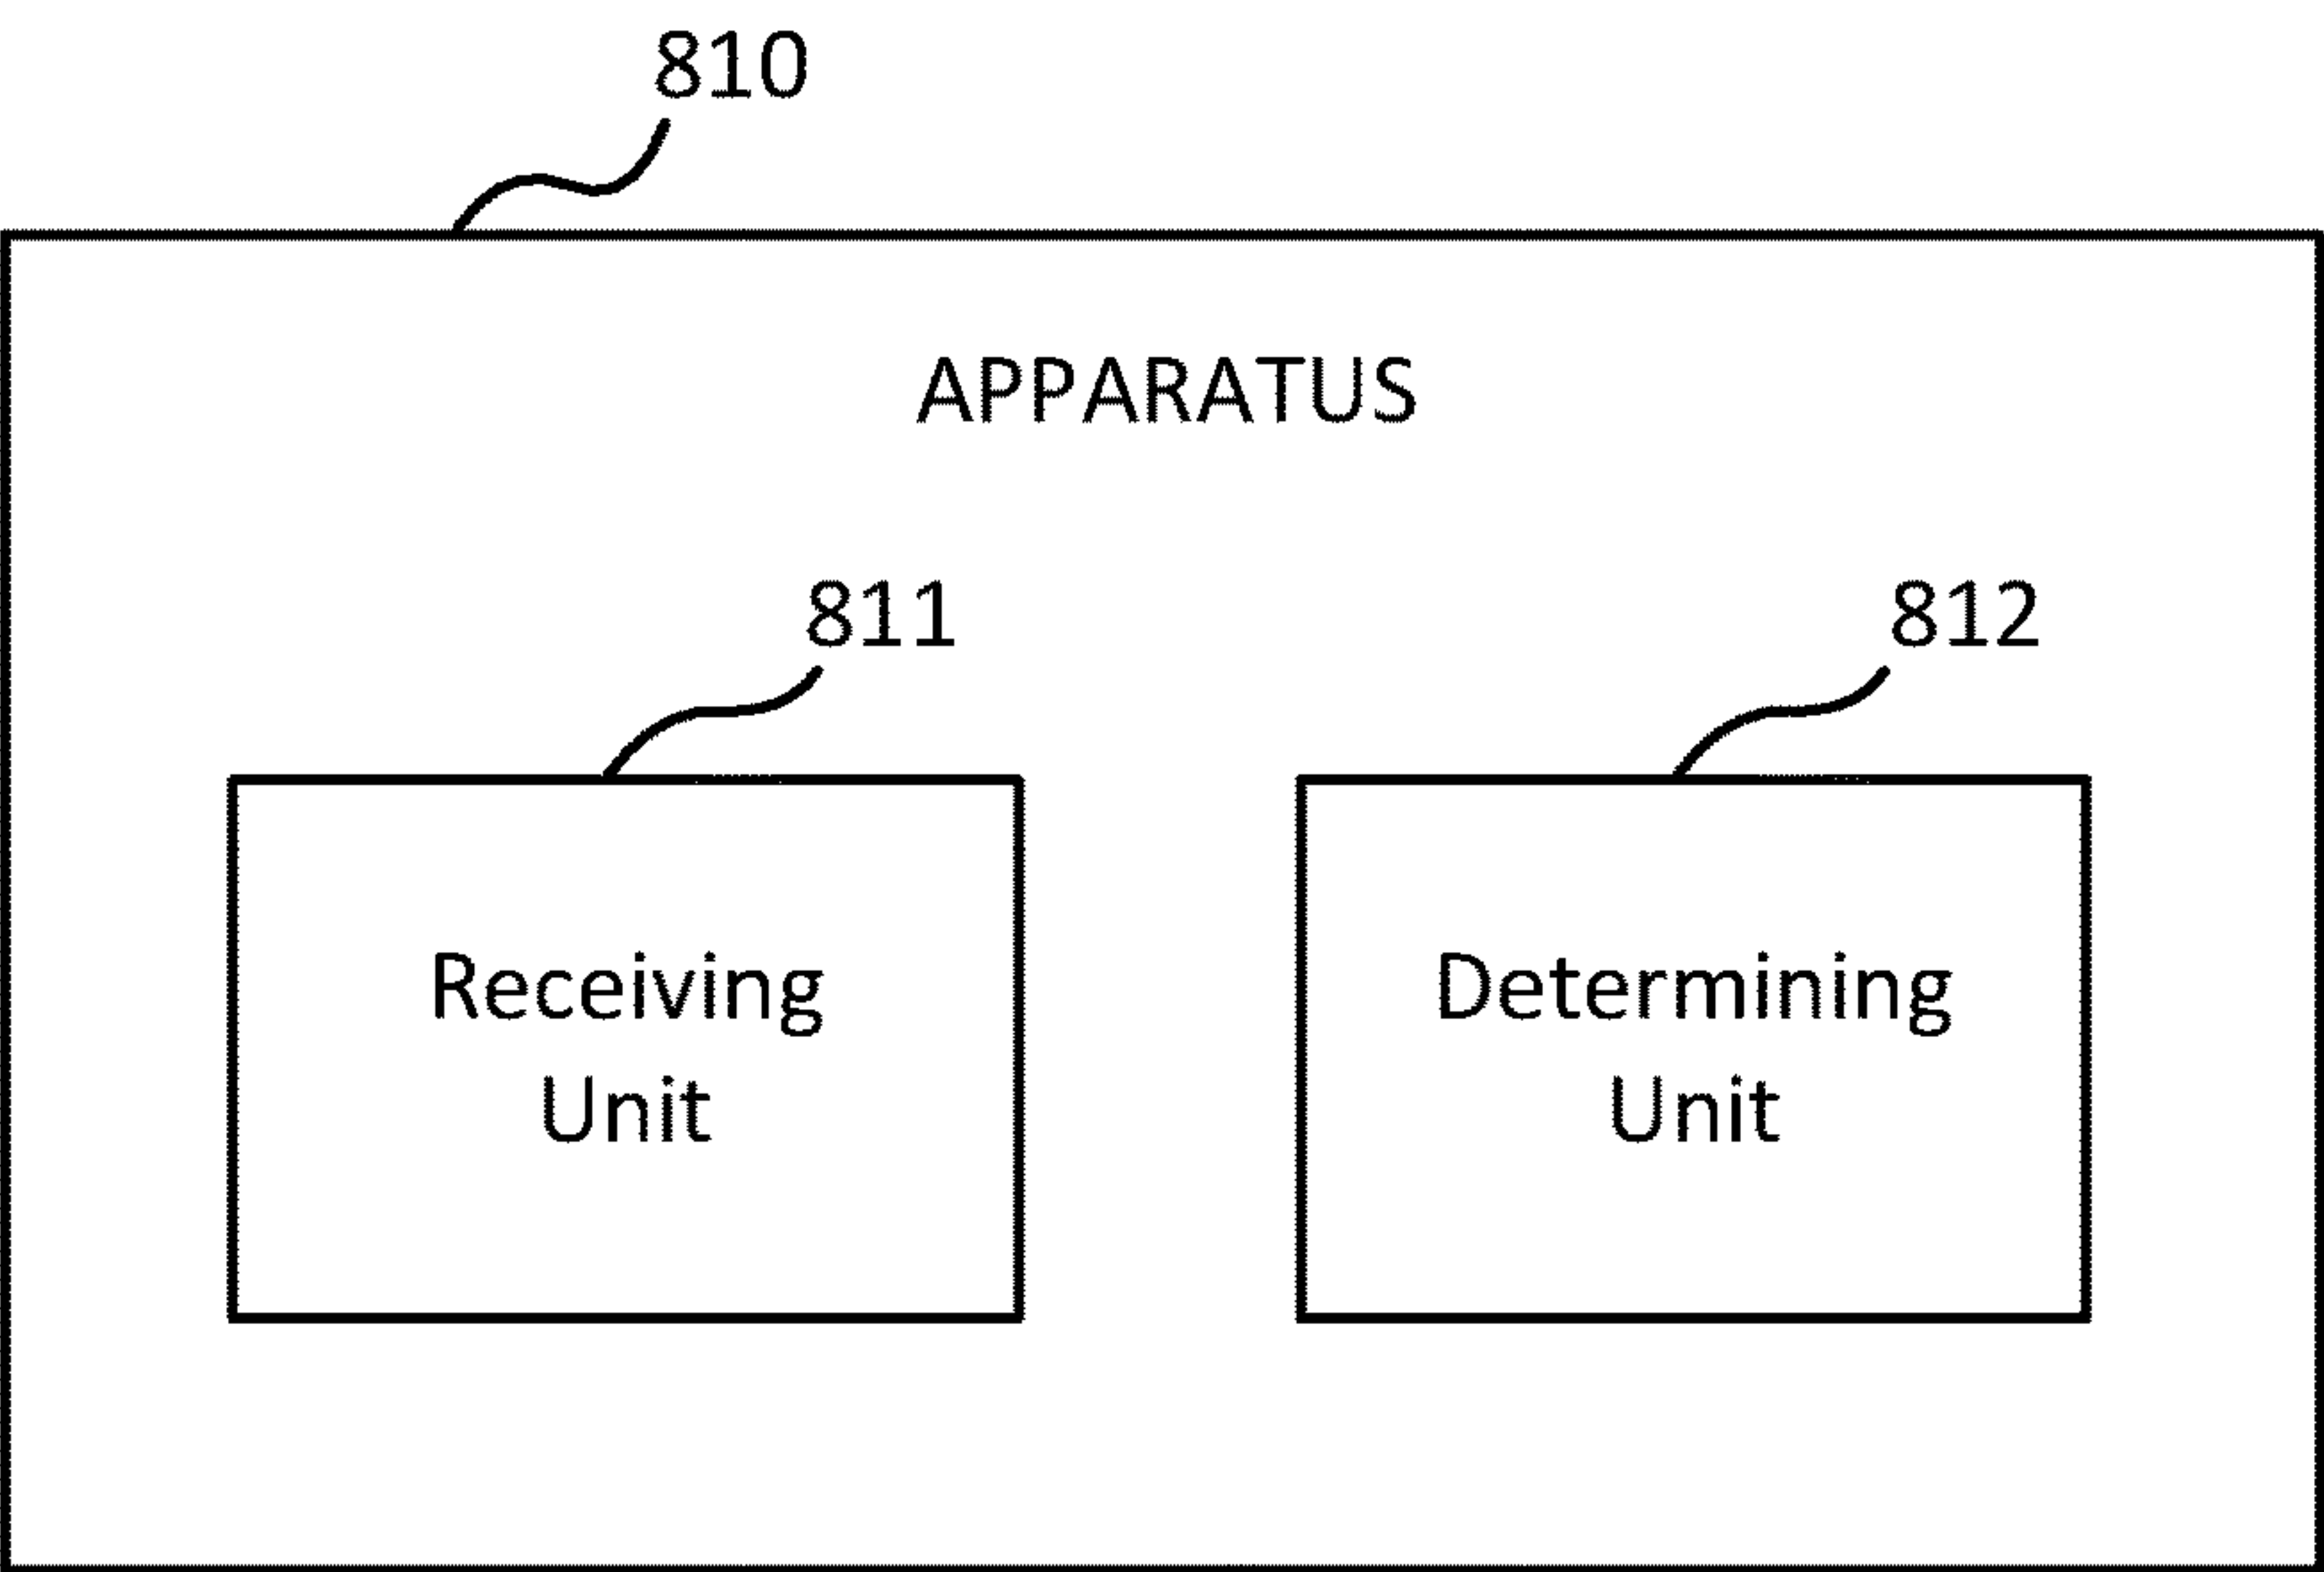 810
APPARATUS
811
812
Receiving
Unit
Determining
Unit